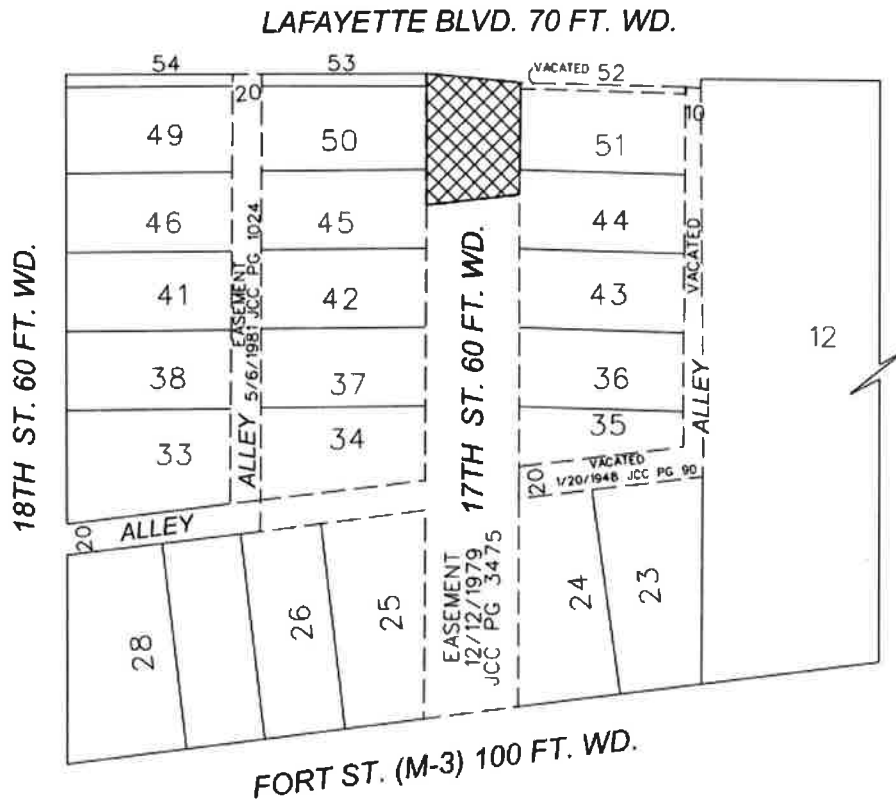 LAFAYETTE BLVD. 70 FT. WD.
54
53
VACATED 52
20
10
49
50
51
46
45
44
41
42
43
38
37
36
33
34
35
12
18TH ST. 60 FT. WD.
EASEMENT
ALLEY 5/6/1981 JCC PG 1024
17TH ST. 60 FT. WD.
VACATED
ALLEY
20
VACATED
1/20/1948 JCC PG 90
20
ALLEY
28
26
25
EASEMENT
12/12/1979
JCC PG 3475
24
23
FORT ST. (M-3) 100 FT. WD.